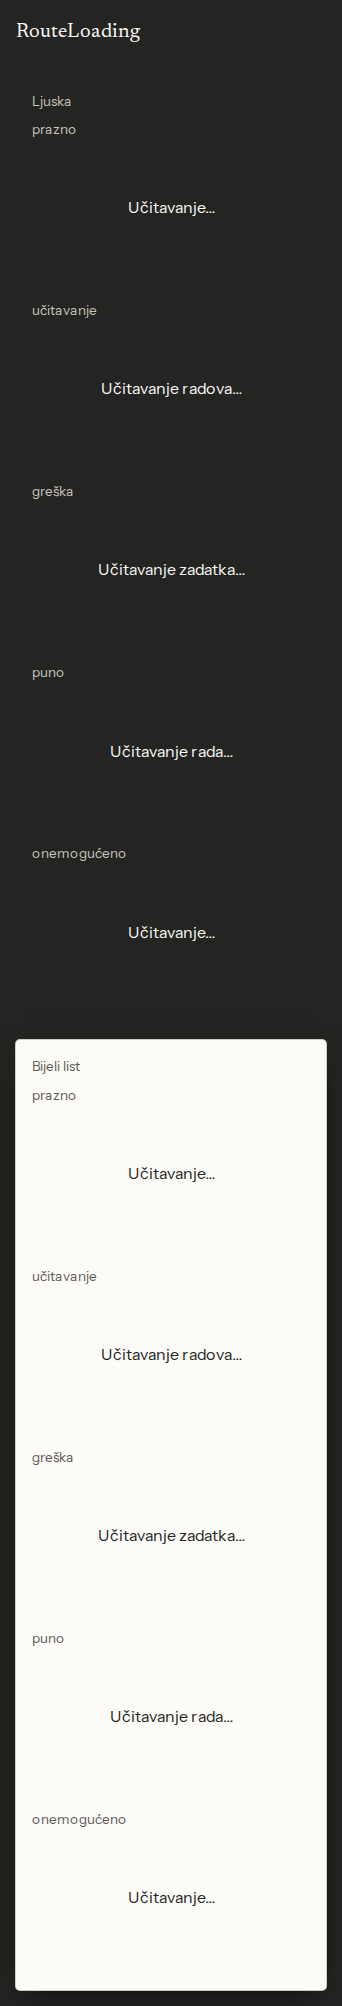 RouteLoading
Ljuska
prazno
Učitavanje...
učitavanje
Učitavanje radova...
greška
Učitavanje zadatka...
puno
Učitavanje rada...
onemogućeno
Učitavanje...
Bijeli list
prazno
Učitavanje...
učitavanje
Učitavanje radova...
greška
Učitavanje zadatka...
puno
Učitavanje rada...
onemogućeno
Učitavanje...